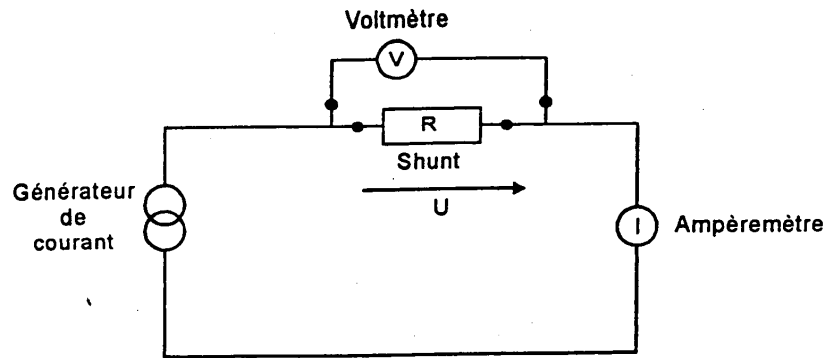 Voltmètre
V
R
Shunt
U
Générateur
de
courant
I
Ampèremètre